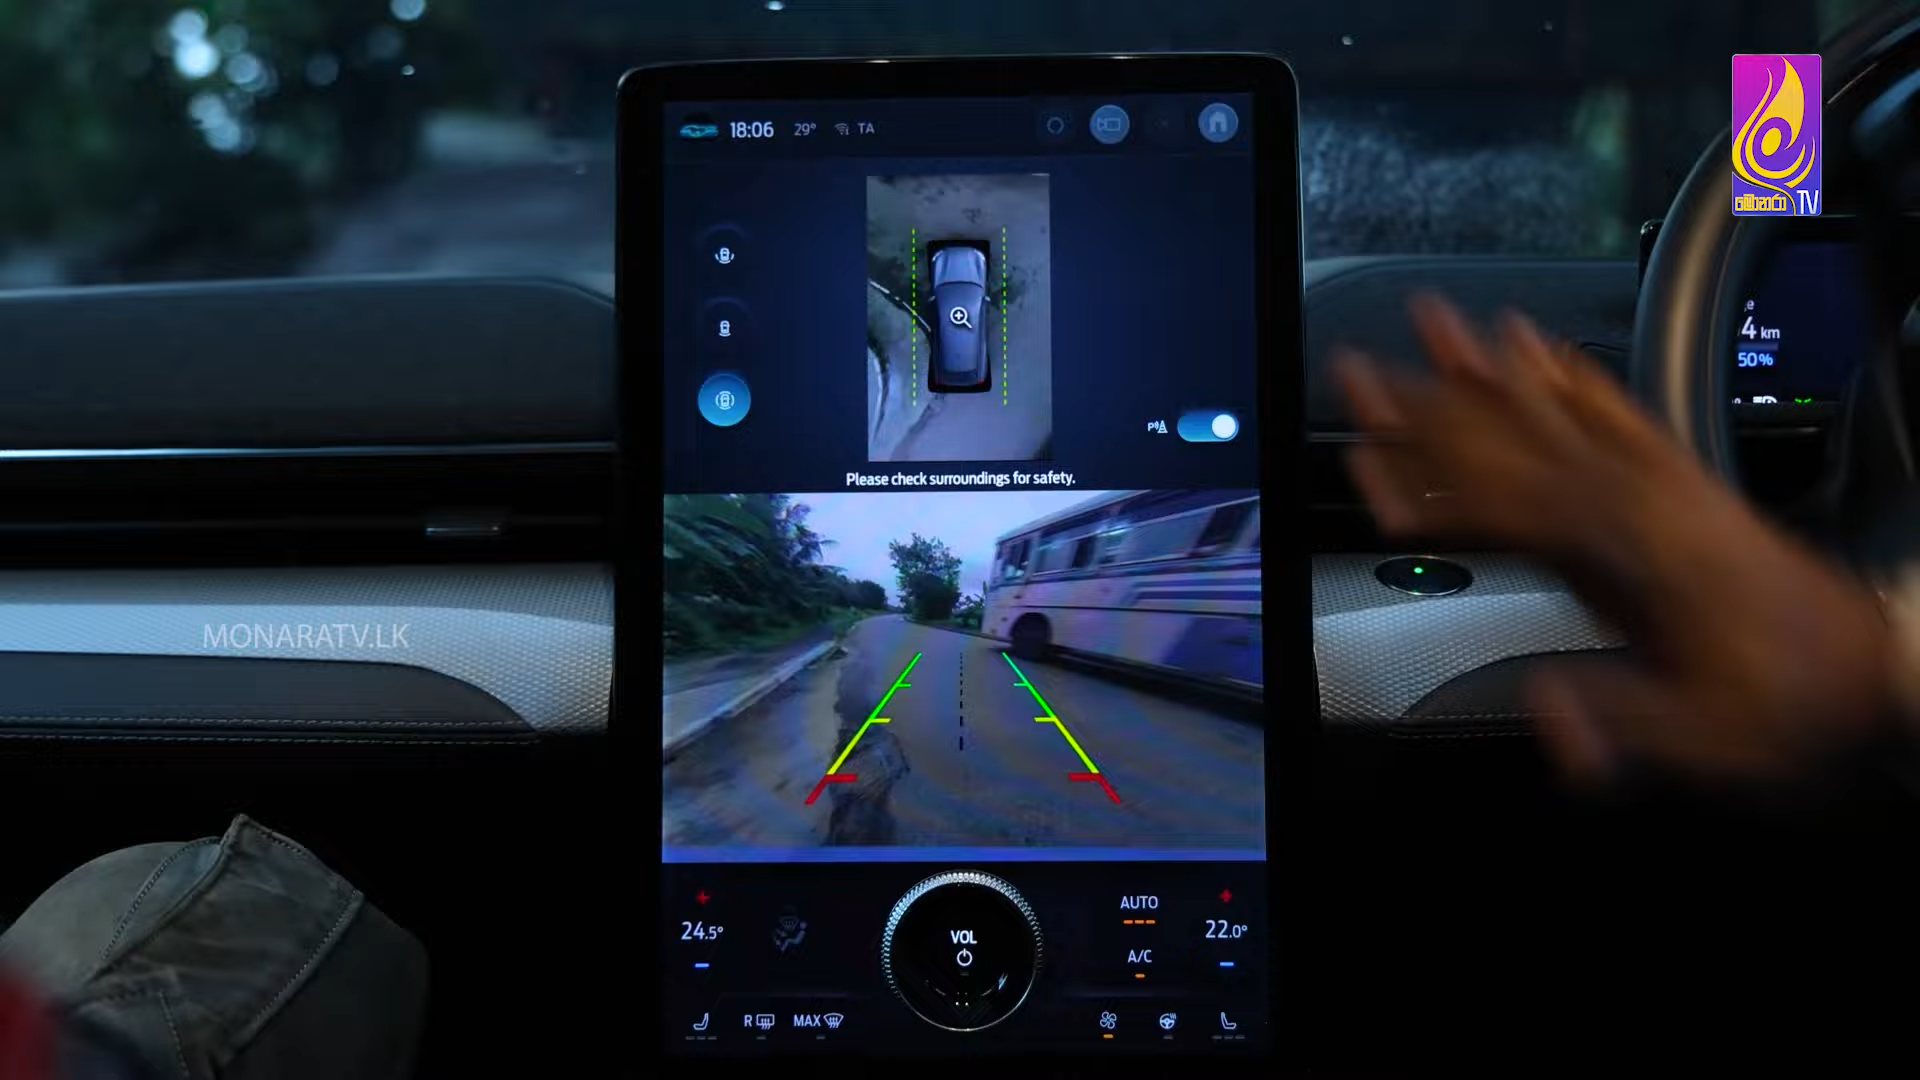 18:06 29° TA
මොනරා TV
e
4 km
50%
P
Please check surroundings for safety.
MONARATV.LK
24.5°
VOL
AUTO
22.0°
A/C
R MAX